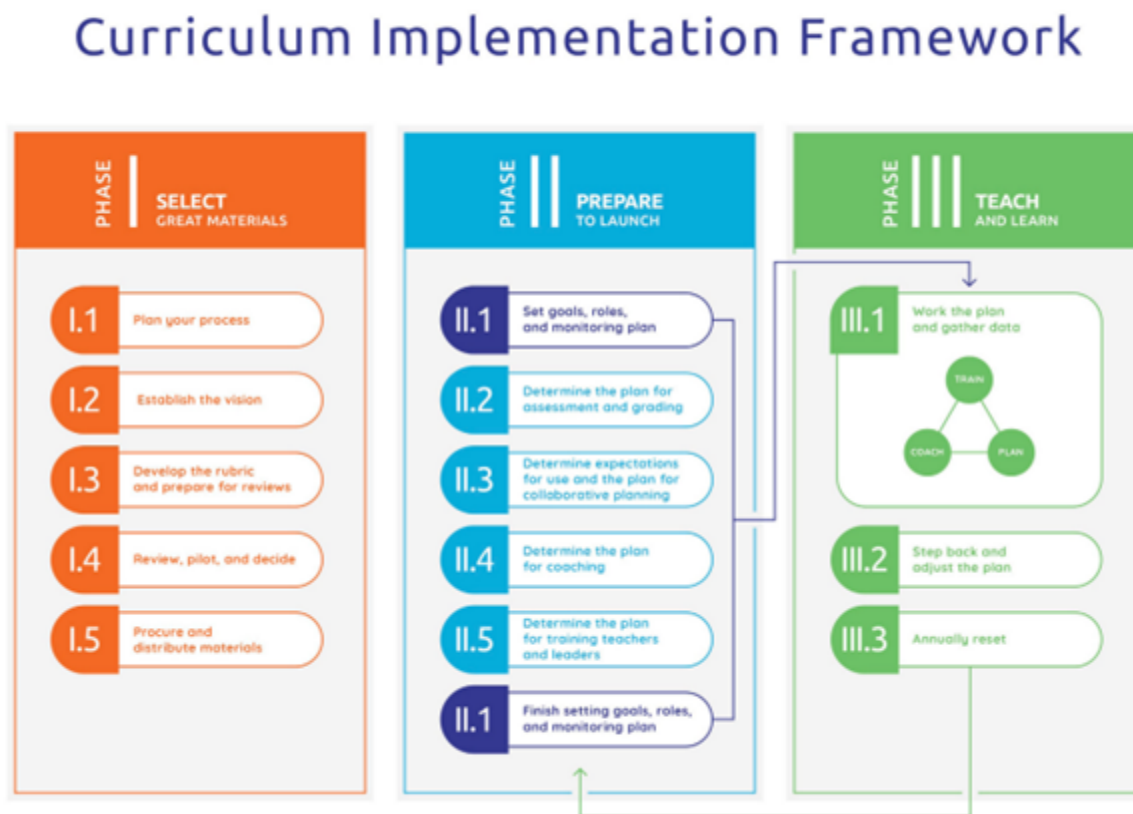 Curriculum Implementation Framework
PHASE I
SELECT
GREAT MATERIALS
I.1
Plan your process
I.2
Establish the vision
I.3
Develop the rubric
and prepare for reviews
I.4
Review, pilot, and decide
I.5
Procure and
distribute materials
PHASE II
PREPARE
TO LAUNCH
II.1
Set goals, roles,
and monitoring plan
II.2
Determine the plan for
assessment and grading
II.3
Determine expectations
for use and the plan for
collaborative planning
II.4
Determine the plan
for coaching
II.5
Determine the plan
for training teachers
and leaders
II.1
Finish setting goals, roles,
and monitoring plan
PHASE III
TEACH
AND LEARN
III.1
Work the plan
and gather data
TRAIN
COACH
PLAN
III.2
Step back and
adjust the plan
III.3
Annually reset